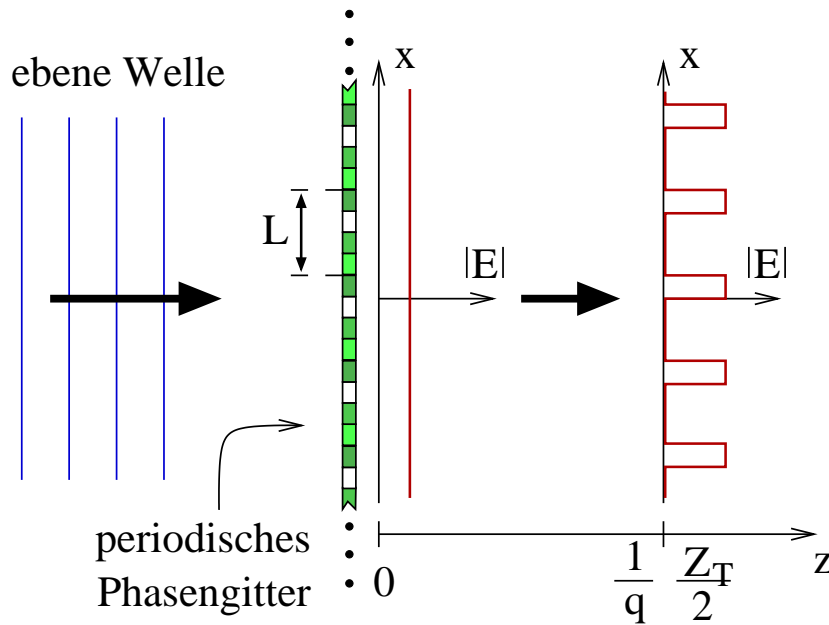 ebene Welle
x
x
L
|E|
|E|
periodisches
Phasengitter
0
1
q
Z_T
2
z